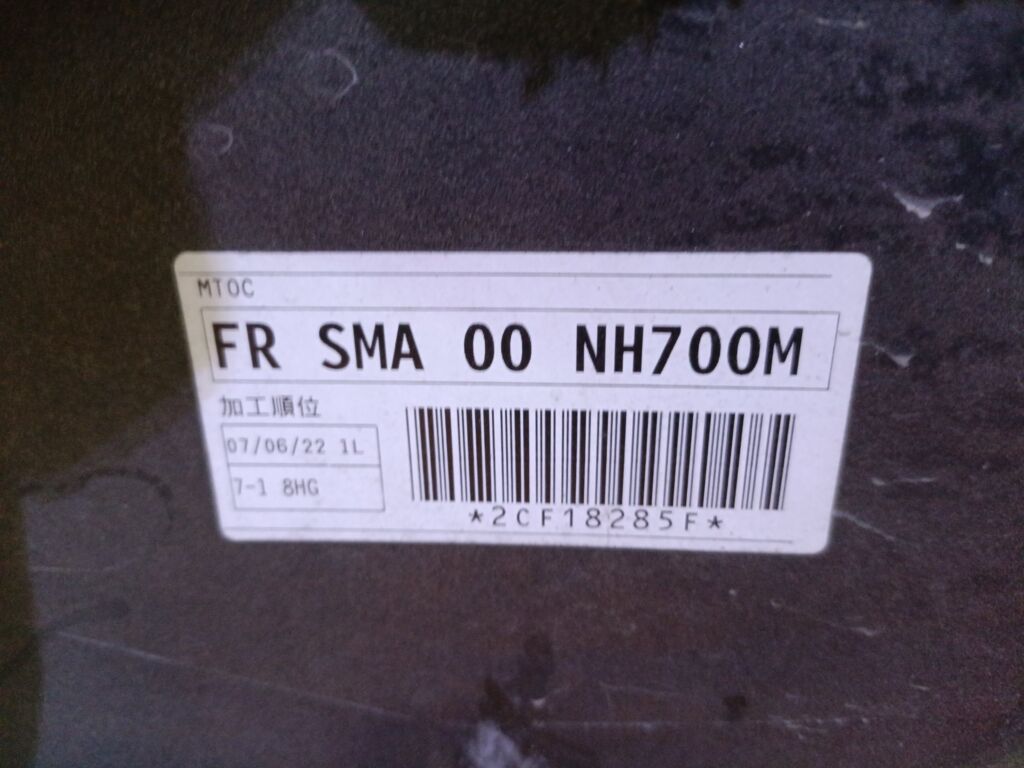 MTOC
FR SMA 00 NH700M
加工順位
07/06/22 1L
7-1 8HG
*2CF18285F*